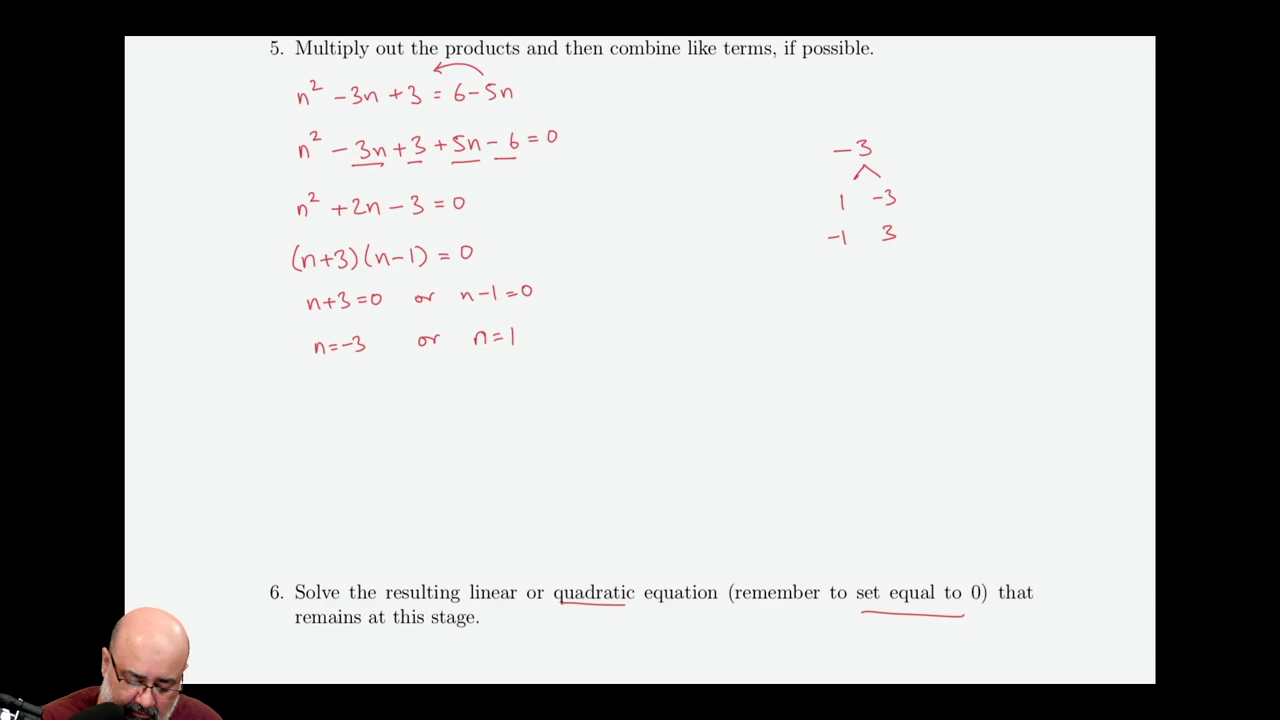 5. Multiply out the products and then combine like terms, if possible.
n² - 3n + 3 = 6 - 5n
n² - 3n + 3 + 5n - 6 = 0
n² + 2n - 3 = 0
(n+3)(n-1) = 0
n+3=0 or n-1=0
n=-3 or n=1
-3
1 -3
-1 3
6. Solve the resulting linear or quadratic equation (remember to set equal to 0) that
remains at this stage.